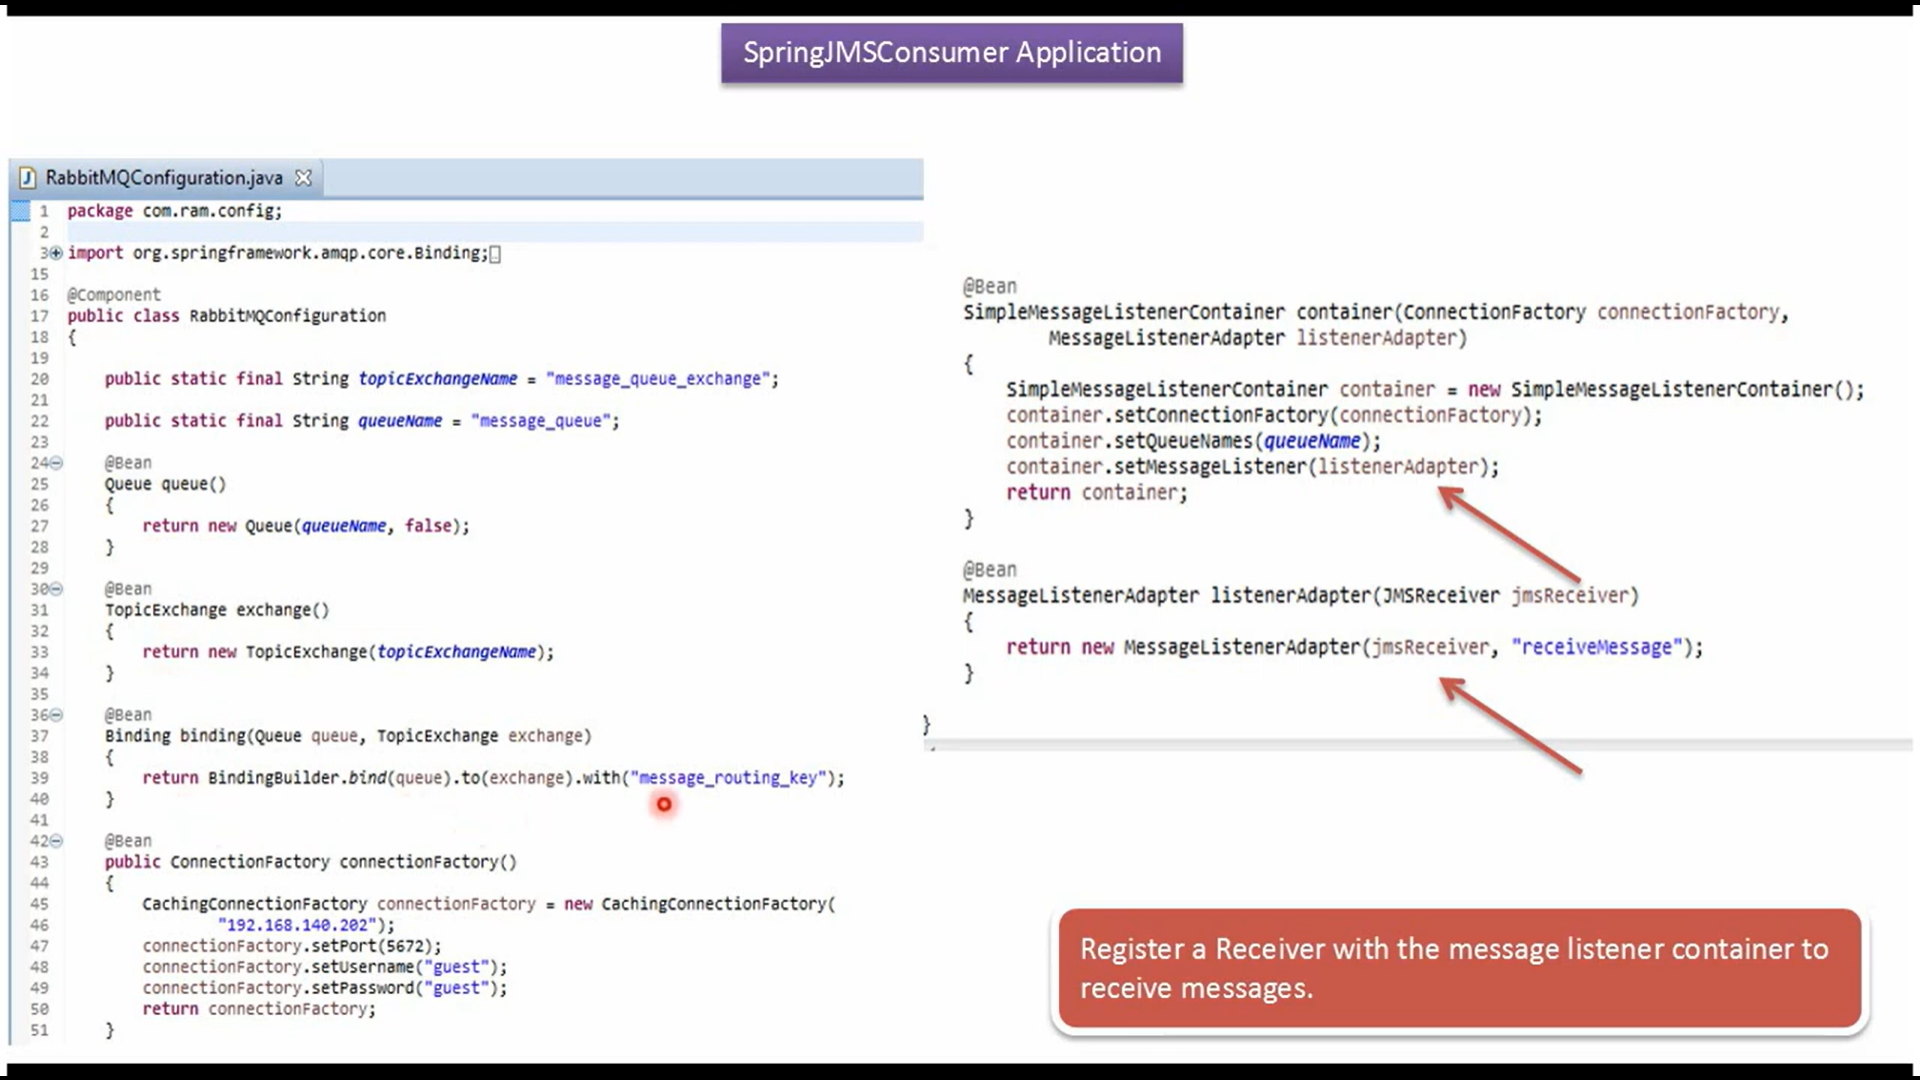 SpringJMSConsumer Application
RabbitMQConfiguration.java
1 package com.ram.config;
2
3 import org.springframework.amqp.core.Binding;
15
16 @Component
17 public class RabbitMQConfiguration
18 {
19
20 public static final String topicExchangeName = "message_queue_exchange";
21
22 public static final String queueName = "message_queue";
23
24 @Bean
25 Queue queue()
26 {
27 return new Queue(queueName, false);
28 }
29
30 @Bean
31 TopicExchange exchange()
32 {
33 return new TopicExchange(topicExchangeName);
34 }
35
36 @Bean
37 Binding binding(Queue queue, TopicExchange exchange)
38 {
39 return BindingBuilder.bind(queue).to(exchange).with("message_routing_key");
40 }
41
42 @Bean
43 public ConnectionFactory connectionFactory()
44 {
45 CachingConnectionFactory connectionFactory = new CachingConnectionFactory(
46 "192.168.140.202");
47 connectionFactory.setPort(5672);
48 connectionFactory.setUsername("guest");
49 connectionFactory.setPassword("guest");
50 return connectionFactory;
51 }
@Bean
SimpleMessageListenerContainer container(ConnectionFactory connectionFactory,
MessageListenerAdapter listenerAdapter)
{
SimpleMessageListenerContainer container = new SimpleMessageListenerContainer();
container.setConnectionFactory(connectionFactory);
container.setQueueNames(queueName);
container.setMessageListener(listenerAdapter);
return container;
}
@Bean
MessageListenerAdapter listenerAdapter(JMSReceiver jmsReceiver)
{
return new MessageListenerAdapter(jmsReceiver, "receiveMessage");
}
}
Register a Receiver with the message listener container to
receive messages.